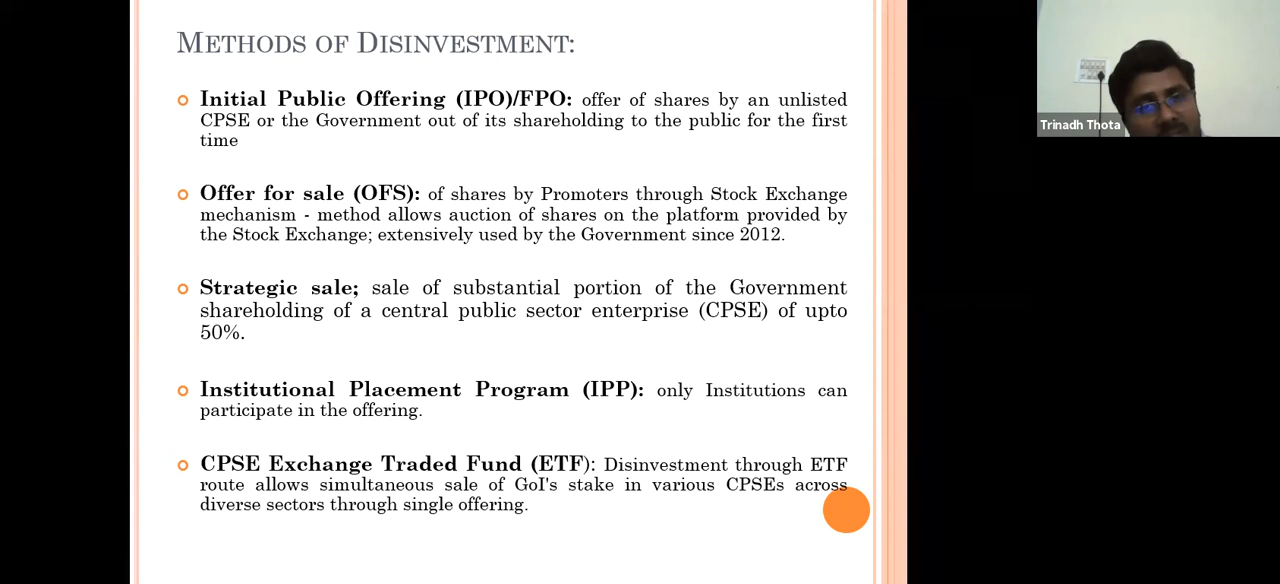 METHODS OF DISINVESTMENT:
Initial Public Offering (IPO)/FPO: offer of shares by an unlisted
CPSE or the Government out of its shareholding to the public for the first
time
Offer for sale (OFS): of shares by Promoters through Stock Exchange
mechanism - method allows auction of shares on the platform provided by
the Stock Exchange; extensively used by the Government since 2012.
Strategic sale; sale of substantial portion of the Government
shareholding of a central public sector enterprise (CPSE) of upto
50%.
Institutional Placement Program (IPP): only Institutions can
participate in the offering.
CPSE Exchange Traded Fund (ETF): Disinvestment through ETF
route allows simultaneous sale of GoI's stake in various CPSEs across
diverse sectors through single offering.
Trinadh Thota